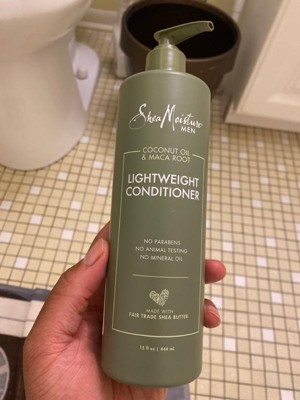 SheaMoisture
MEN
COCONUT OIL
& MACA ROOT
LIGHTWEIGHT
CONDITIONER
NO PARABENS
NO ANIMAL TESTING
NO MINERAL OIL
MADE WITH
FAIR TRADE SHEA BUTTER
15 fl oz | 444 ml